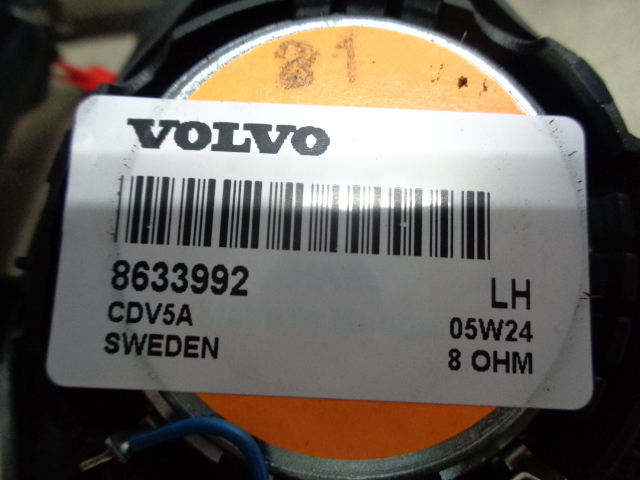 21
VOLVO
8633992
LH
CDV5A
05W24
SWEDEN
8 OHM